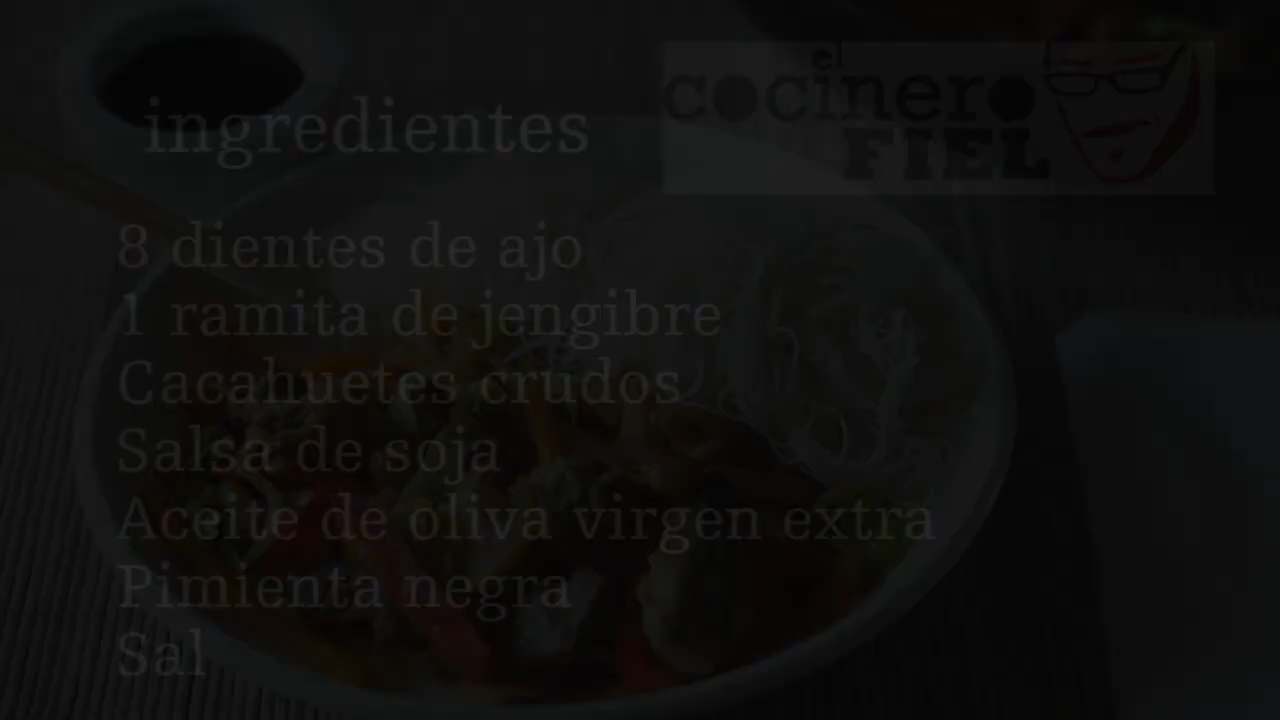 el
cocinero
FIEL
ingredientes
8 dientes de ajo
1 ramita de jengibre
Cacahuetes crudos
Salsa de soja
Aceite de oliva virgen extra
Pimienta negra
Sal